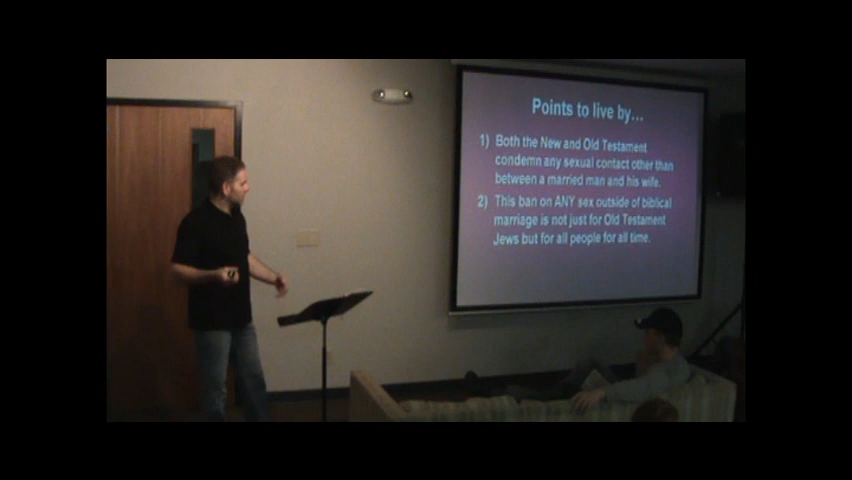 Points to live by...
1) Both the New and Old Testament
condemn any sexual contact other than
between a married man and his wife.
2) This ban on ANY sex outside of biblical
marriage is not just for Old Testament
Jews but for all people for all time.